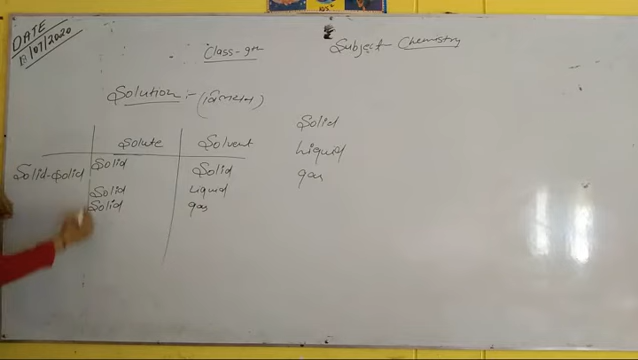 DATE
13/07/2020
Class-9th
Subject Chemistry
Solution :-
Solute Solvent
Solid-Solid Solid Solid
Solid Liquid
Solid gas
Solid
Liquid
gas